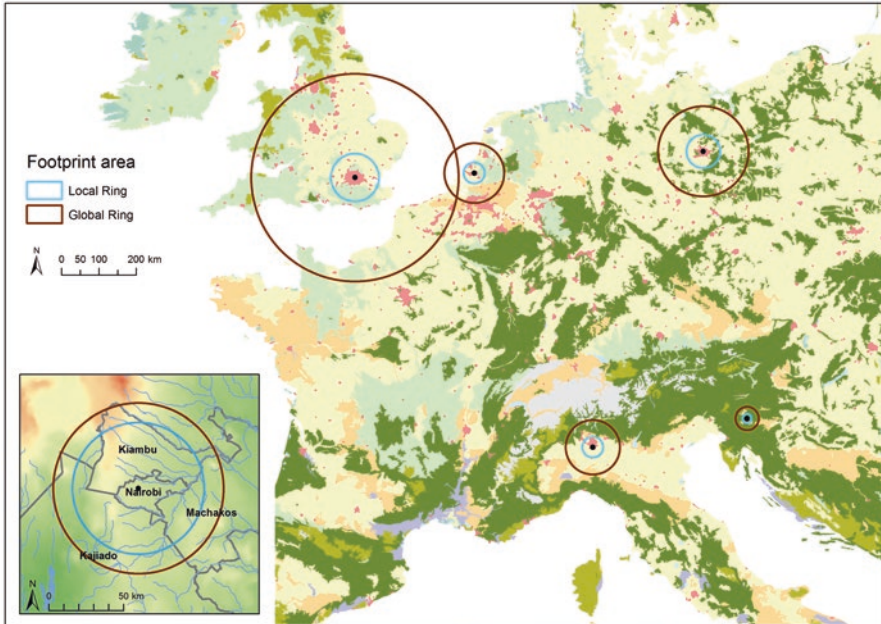 Footprint area
Local Ring
Global Ring
N
0 50 100 200 km
Kiambu
Nairobi
Machakos
Kajiado
N
0 50 km